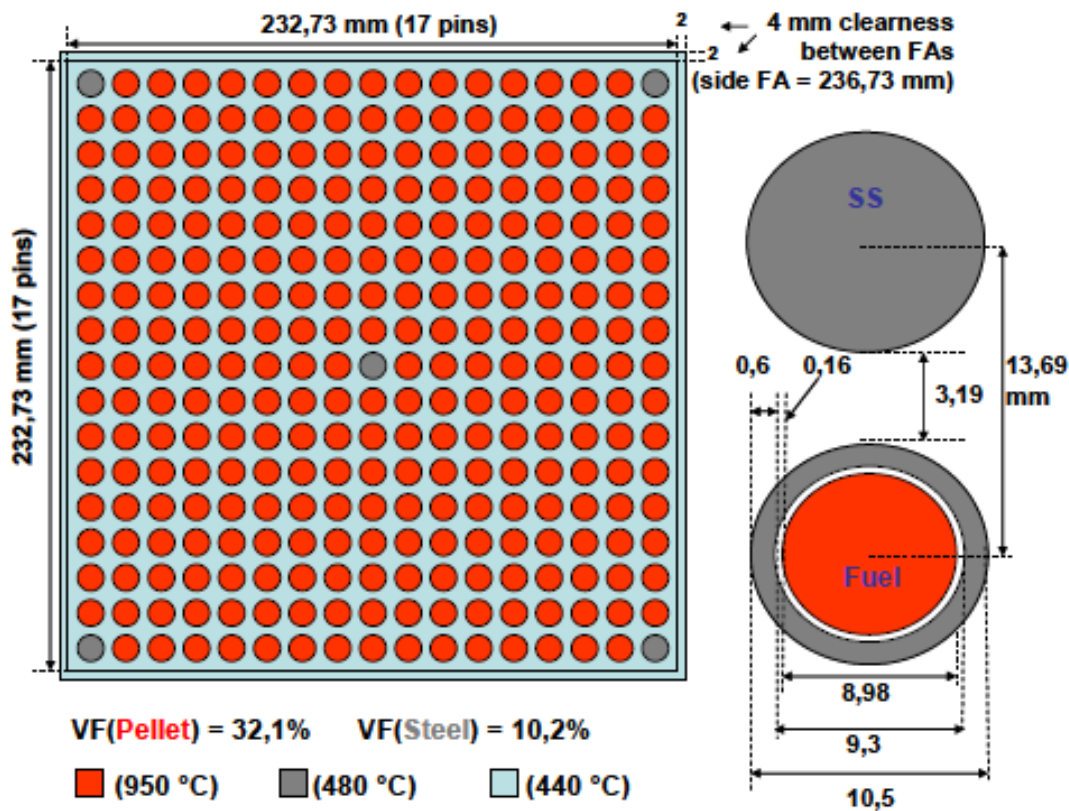 232,73 mm (17 pins)
2
4 mm clearness
between FAs
(side FA = 236,73 mm)
2
232,73 mm (17 pins)
SS
0,6
0,16
3,19
13,69
mm
Fuel
8,98
9,3
10,5
VF(Pellet) = 32,1% VF(Steel) = 10,2%
(950 °C) (480 °C) (440 °C)